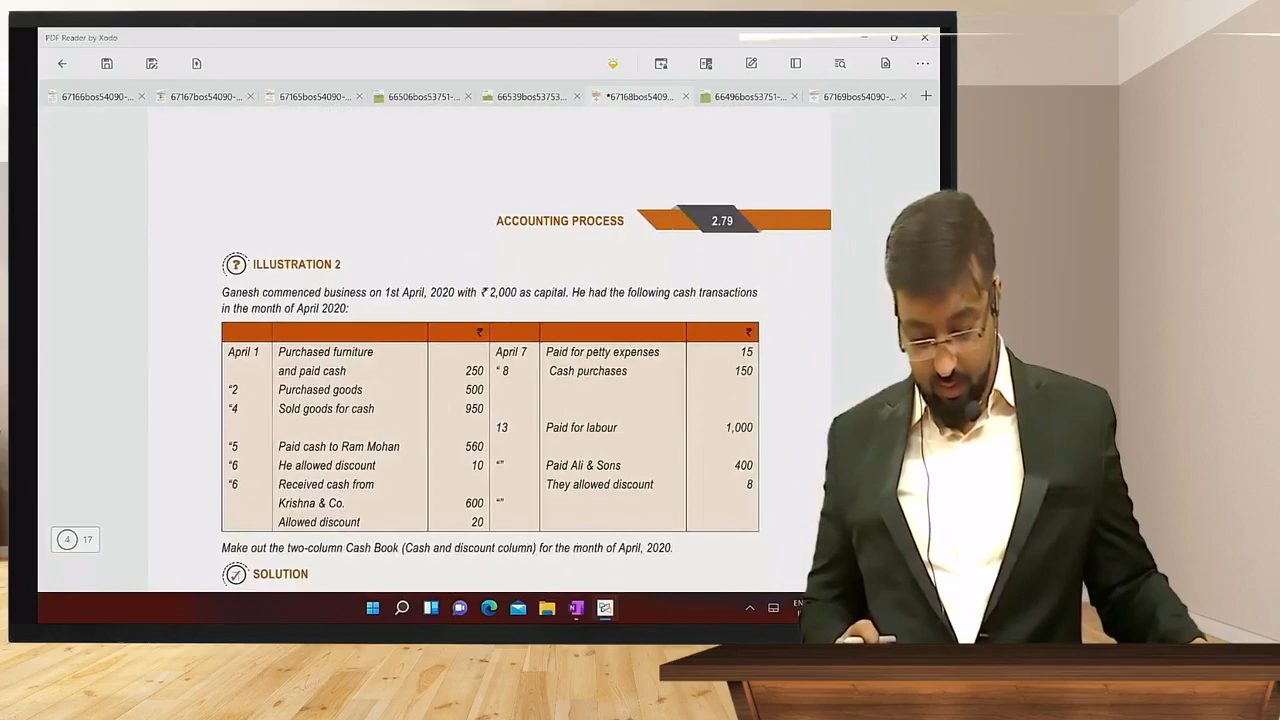 PDF Reader by Xodo
67166bos54090-...
67167bos54090-...
67165bos54090-...
66506bos53751-...
66539bos53753...
*67168bos5409...
66496bos53751-...
67169bos54090-...
ACCOUNTING PROCESS 2.79
ILLUSTRATION 2
Ganesh commenced business on 1st April, 2020 with ₹ 2,000 as capital. He had the following cash transactions
in the month of April 2020:
₹ ₹
April 1 Purchased furniture April 7 Paid for petty expenses 15
and paid cash 250 “ 8 Cash purchases 150
“2 Purchased goods 500
“4 Sold goods for cash 950
13 Paid for labour 1,000
“5 Paid cash to Ram Mohan 560
“6 He allowed discount 10 “” Paid Ali & Sons 400
“6 Received cash from They allowed discount 8
Krishna & Co. 600 “”
Allowed discount 20
Make out the two-column Cash Book (Cash and discount column) for the month of April, 2020.
SOLUTION
4 17